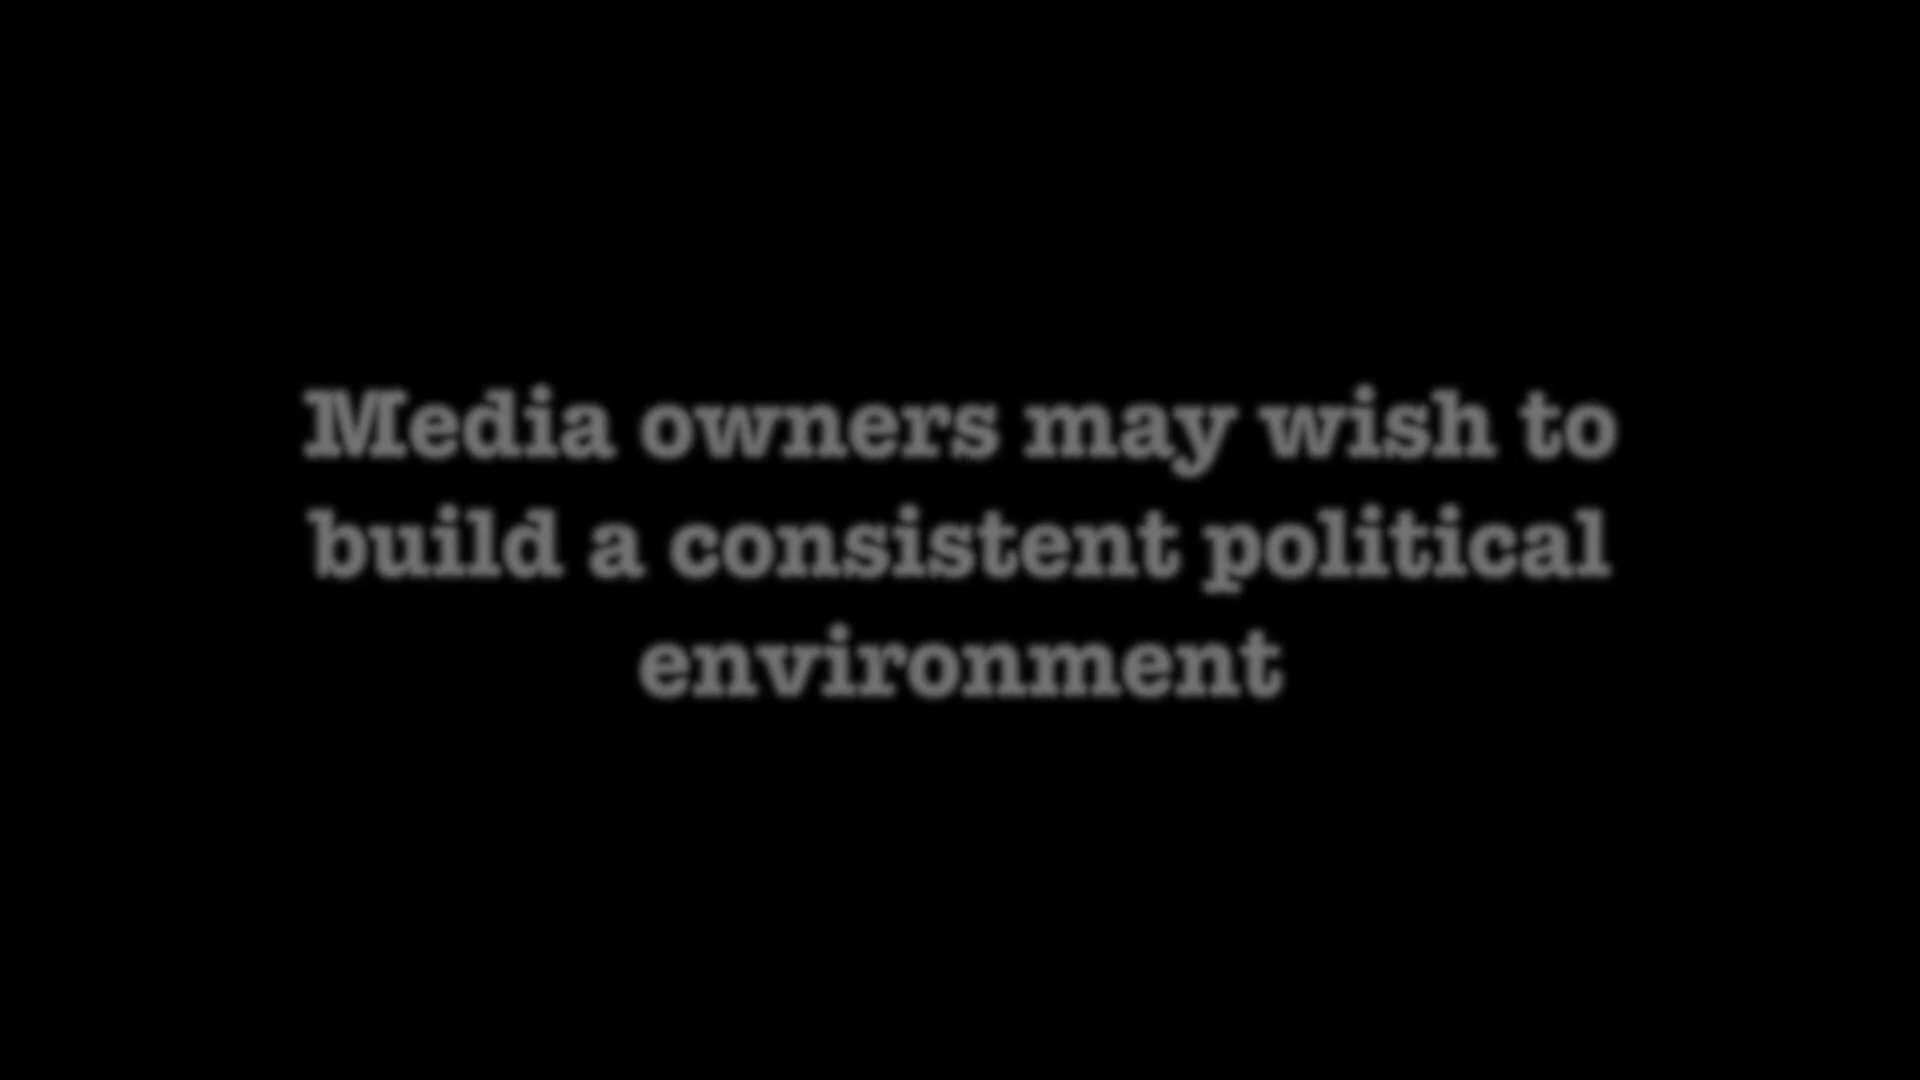 Media owners may wish to
build a consistent political
environment